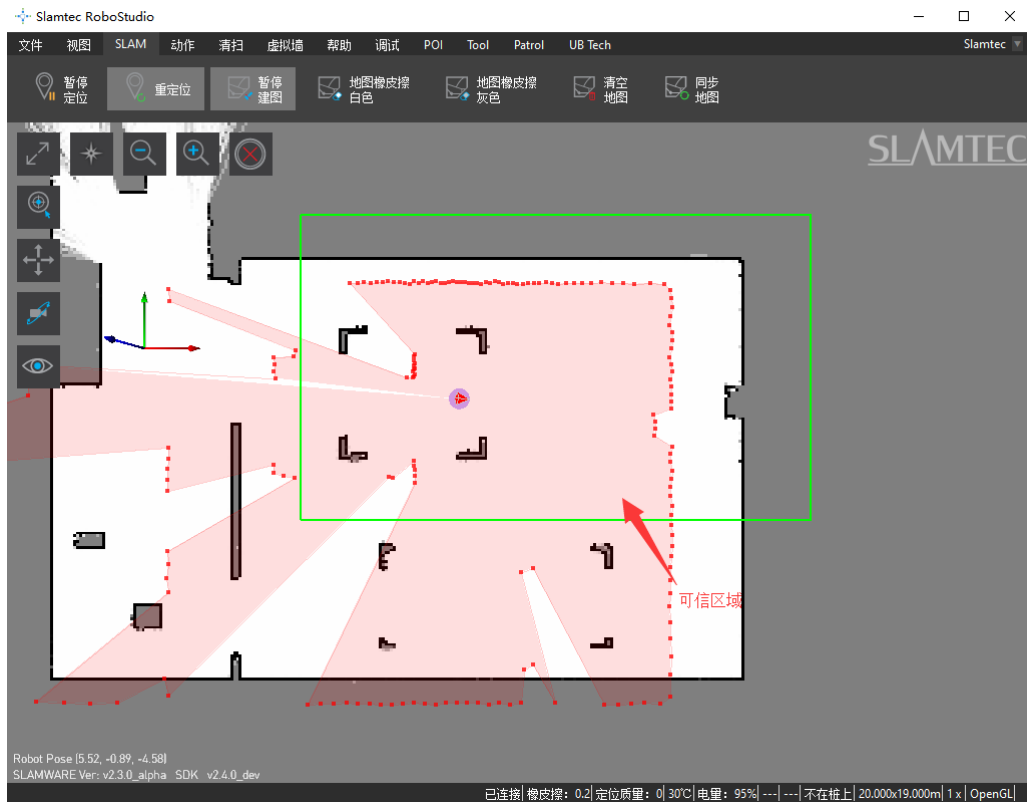 Slamtec RoboStudio
文件 视图 SLAM 动作 清扫 虚拟墙 帮助 调试 POI Tool Patrol UB Tech Slamtec
暂停定位 重定位 暂停建图 地图橡皮擦白色 地图橡皮擦灰色 清空地图 同步地图
SLAMTEC
可信区域
Robot Pose [5.52, -0.89, -4.58]
SLAMWARE Ver: v2.3.0_alpha SDK v2.4.0_dev
已连接| 橡皮擦: 0.2| 定位质量: 0| 30℃| 电量: 95%| ---| ---| 不在桩上| 20.000x19.000m| 1 x| OpenGL|